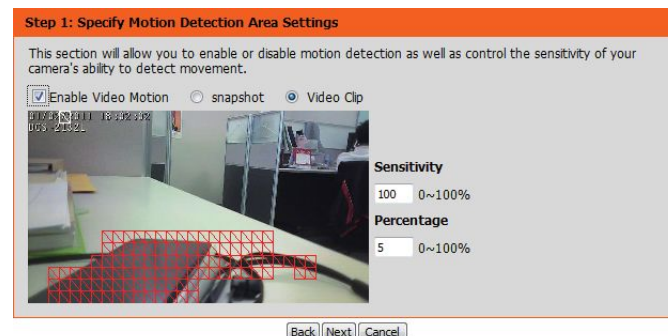 Step 1: Specify Motion Detection Area Settings
This section will allow you to enable or disable motion detection as well as control the sensitivity of your
camera's ability to detect movement.
Enable Video Motion snapshot Video Clip
Sensitivity
100 0~100%
Percentage
5 0~100%
Back Next Cancel